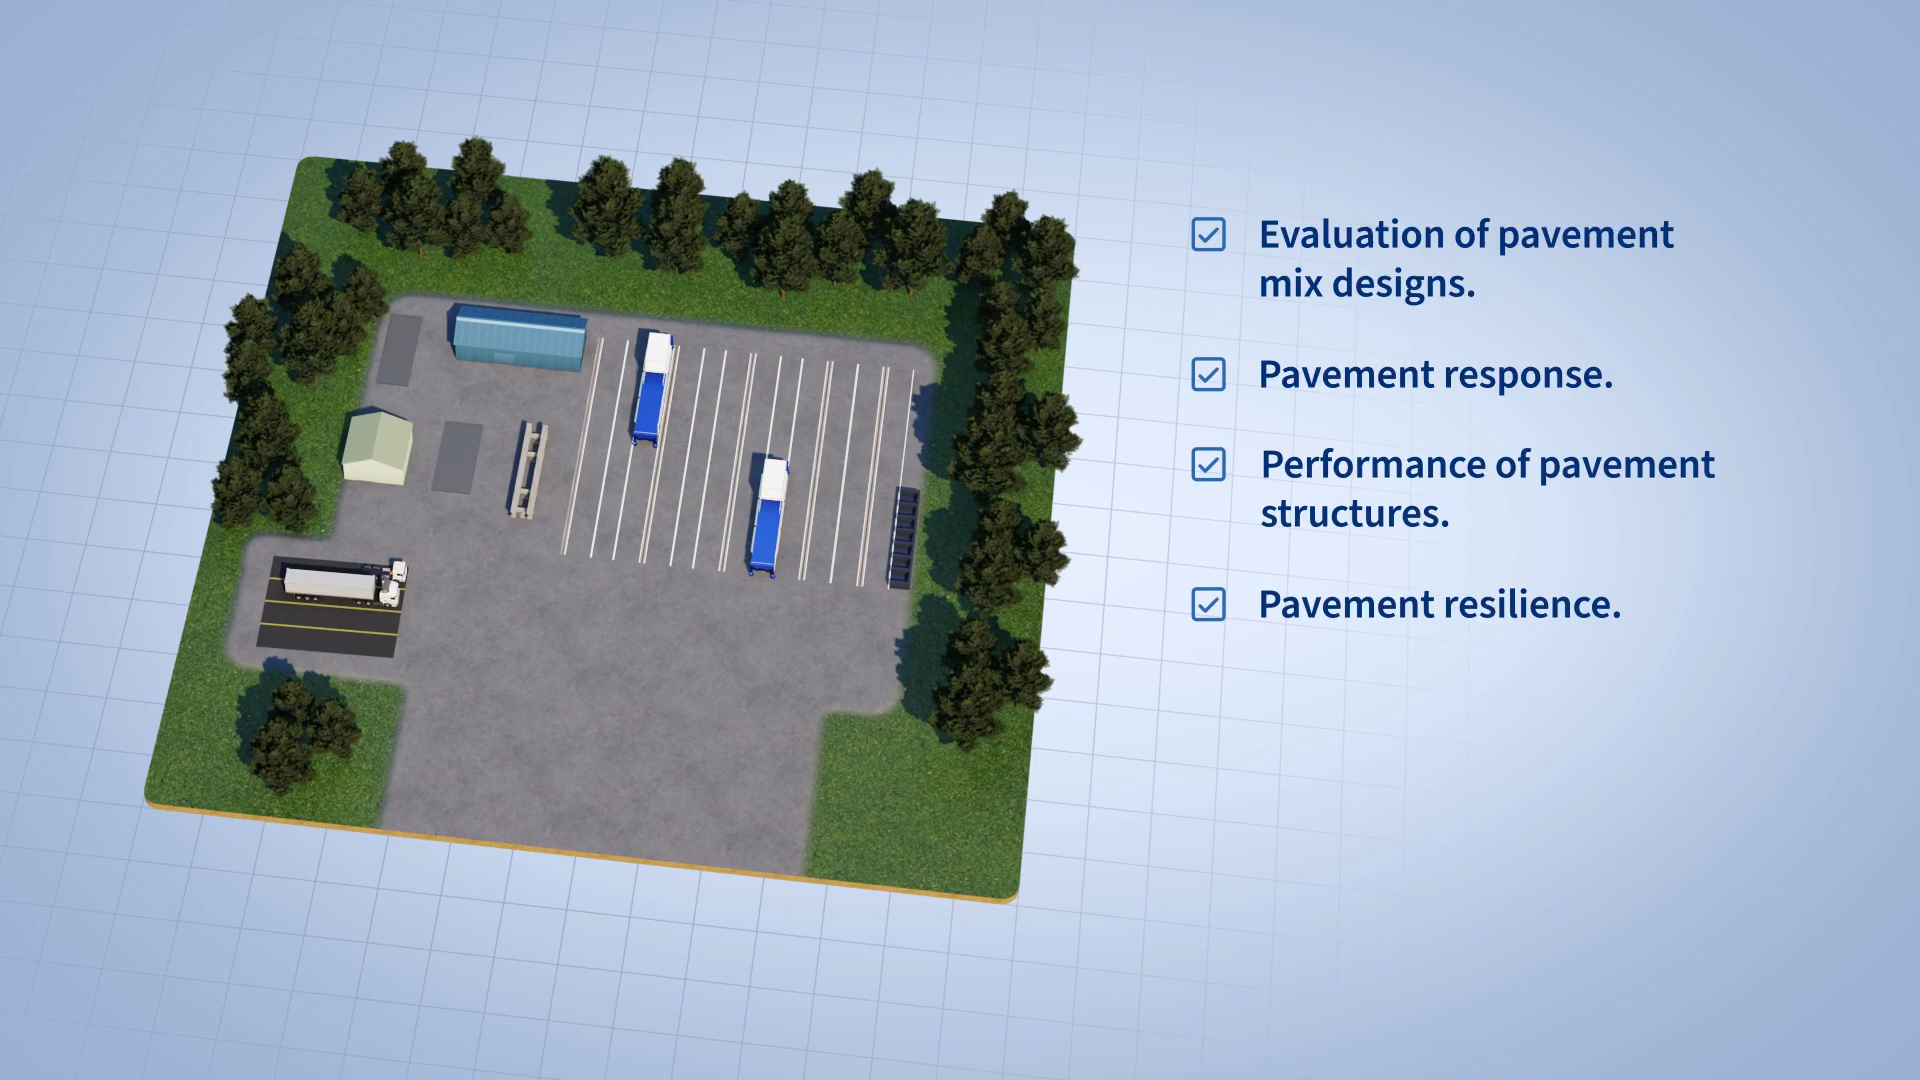 Evaluation of pavement
mix designs.
Pavement response.
Performance of pavement
structures.
Pavement resilience.